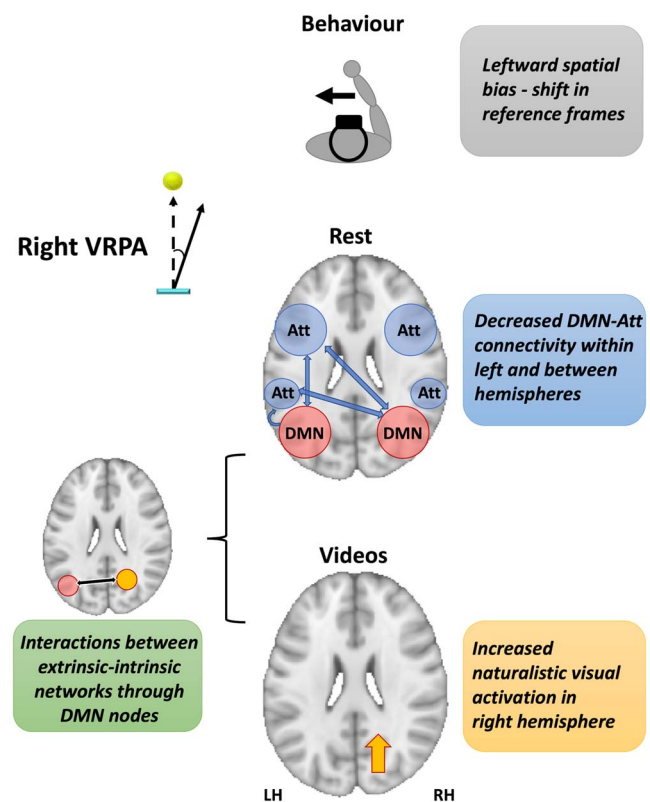 Behaviour
Leftward spatial
bias - shift in
reference frames
Right VRPA
Rest
Att
Att
Att
Att
DMN
DMN
Decreased DMN-Att
connectivity within
left and between
hemispheres
Interactions between
extrinsic-intrinsic
networks through
DMN nodes
Videos
Increased
naturalistic visual
activation in
right hemisphere
LH
RH